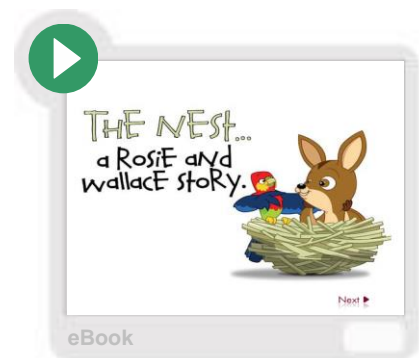 THE NEST...
a Rosie and
wallace story.
Next
eBook